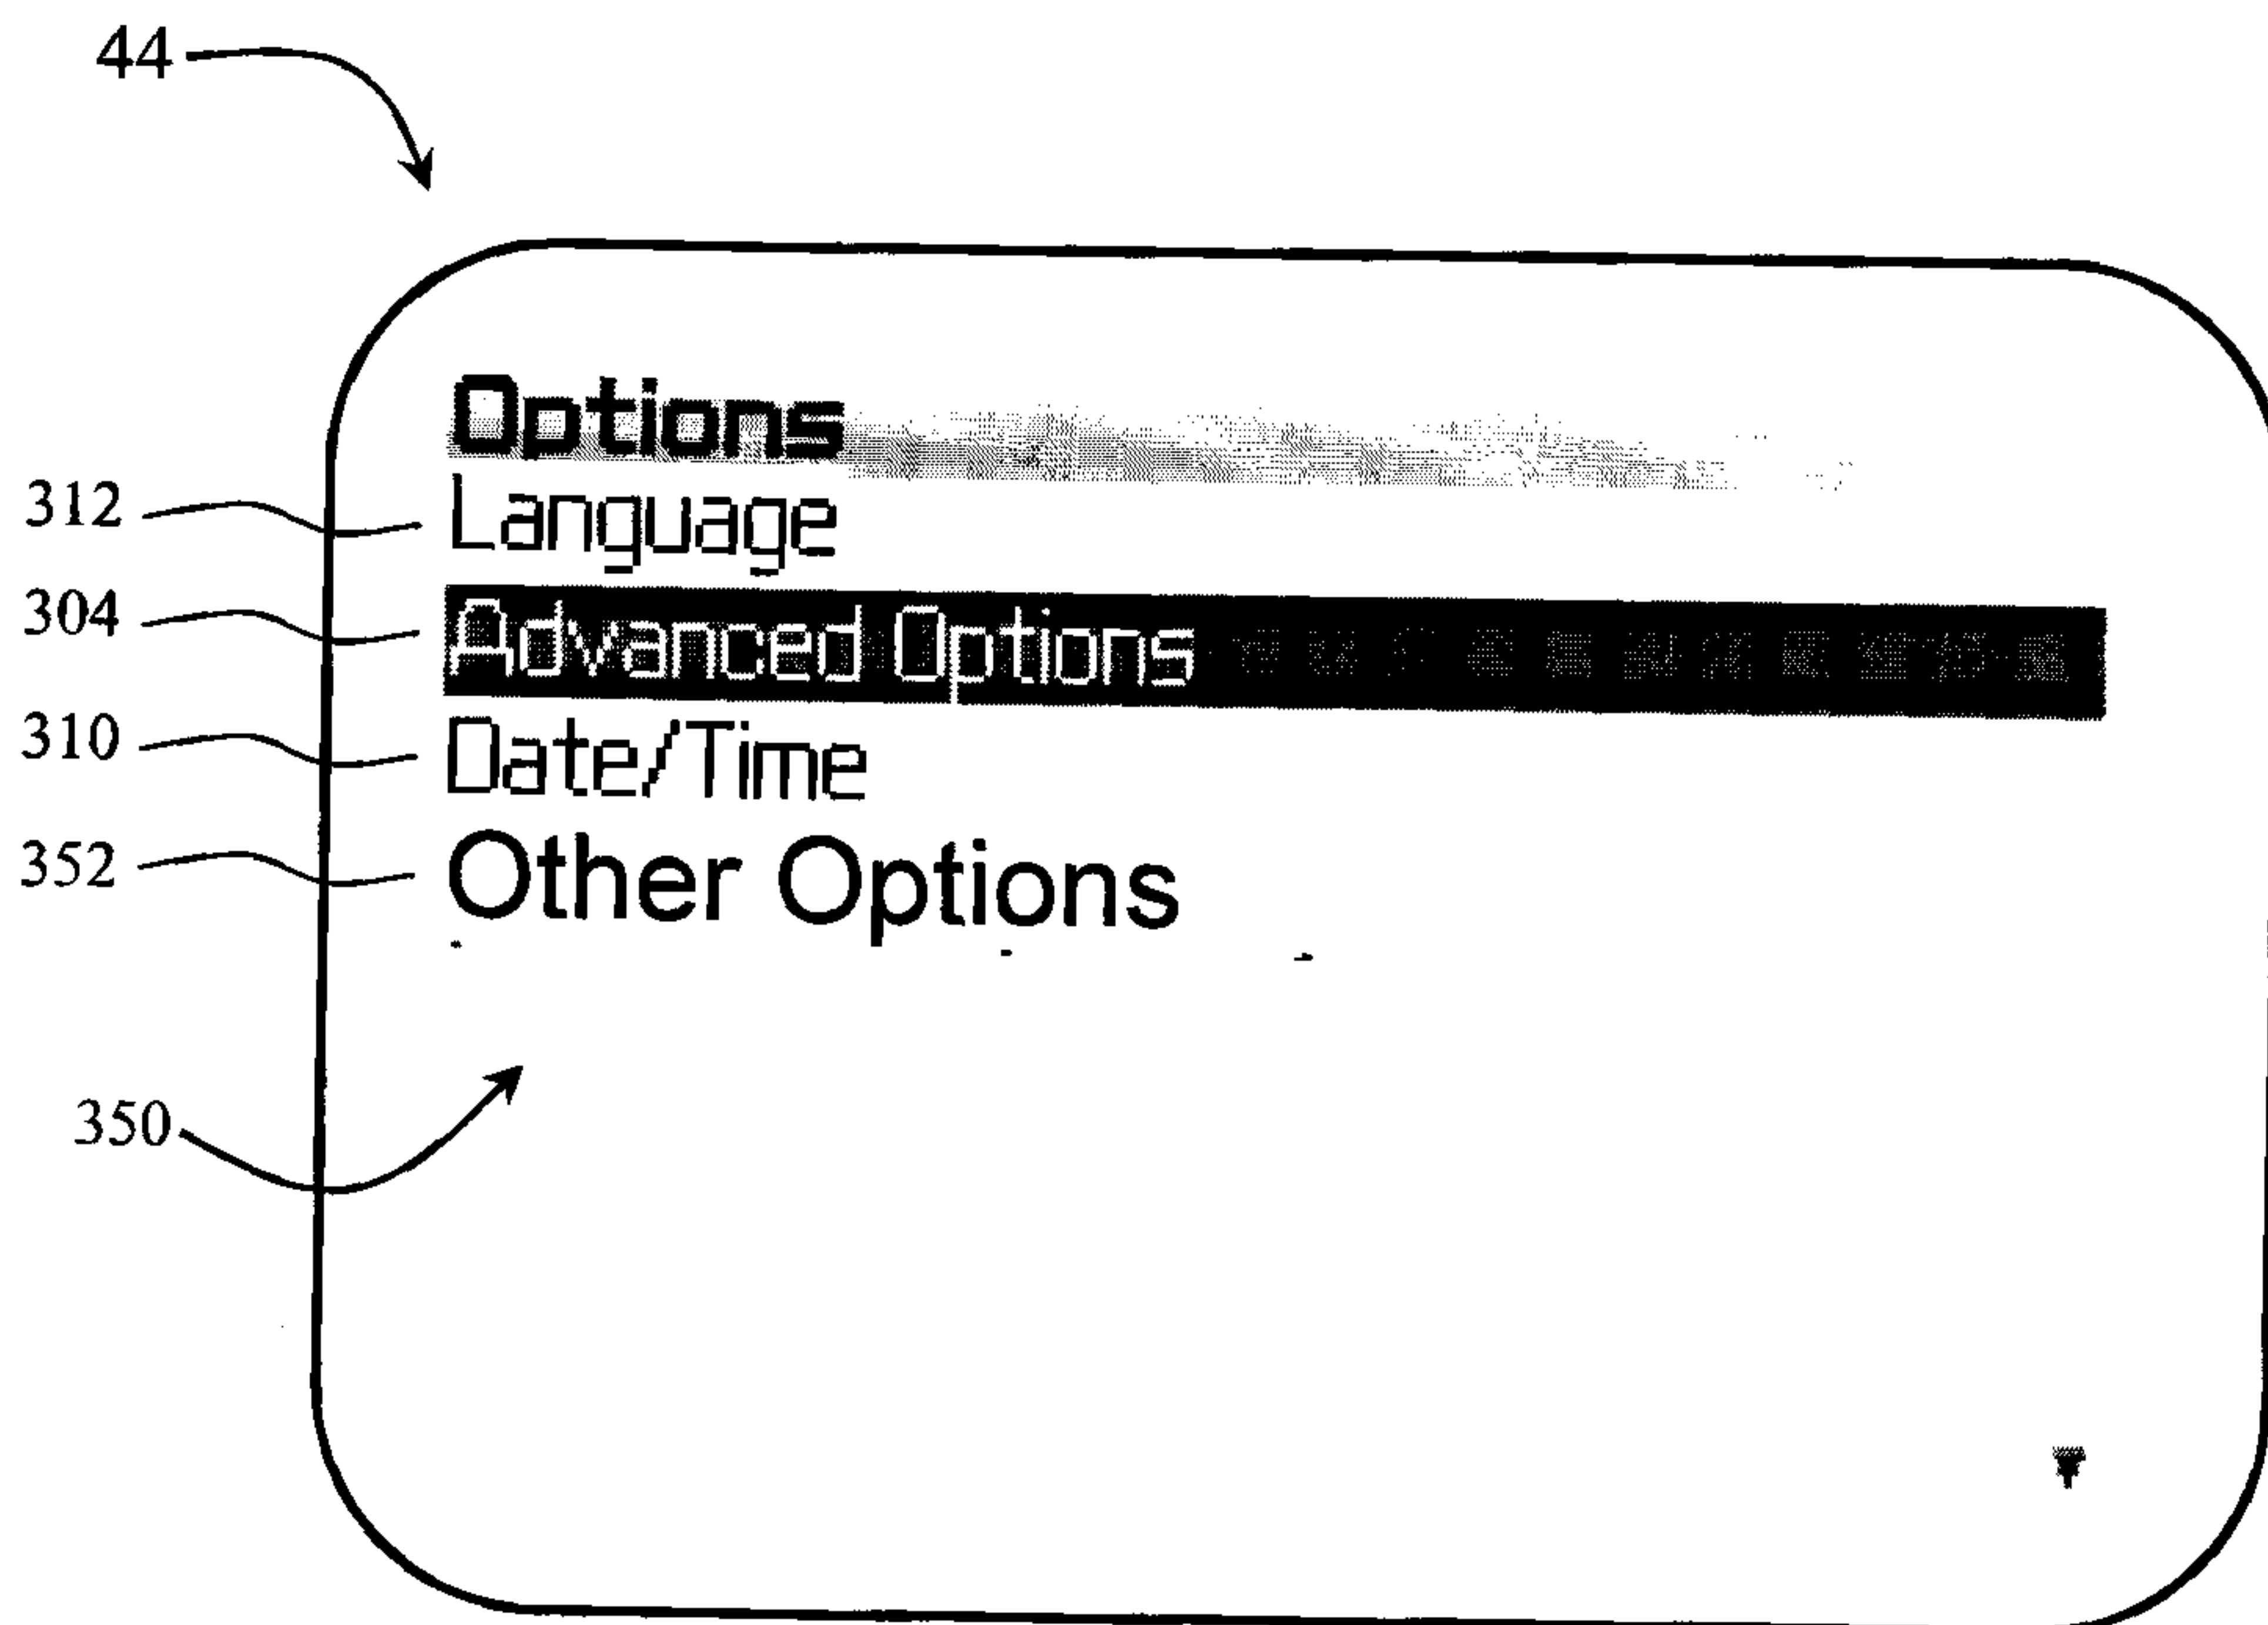 44
Options
312 Language
304 Advanced Options
310 Date/Time
352 Other Options
350